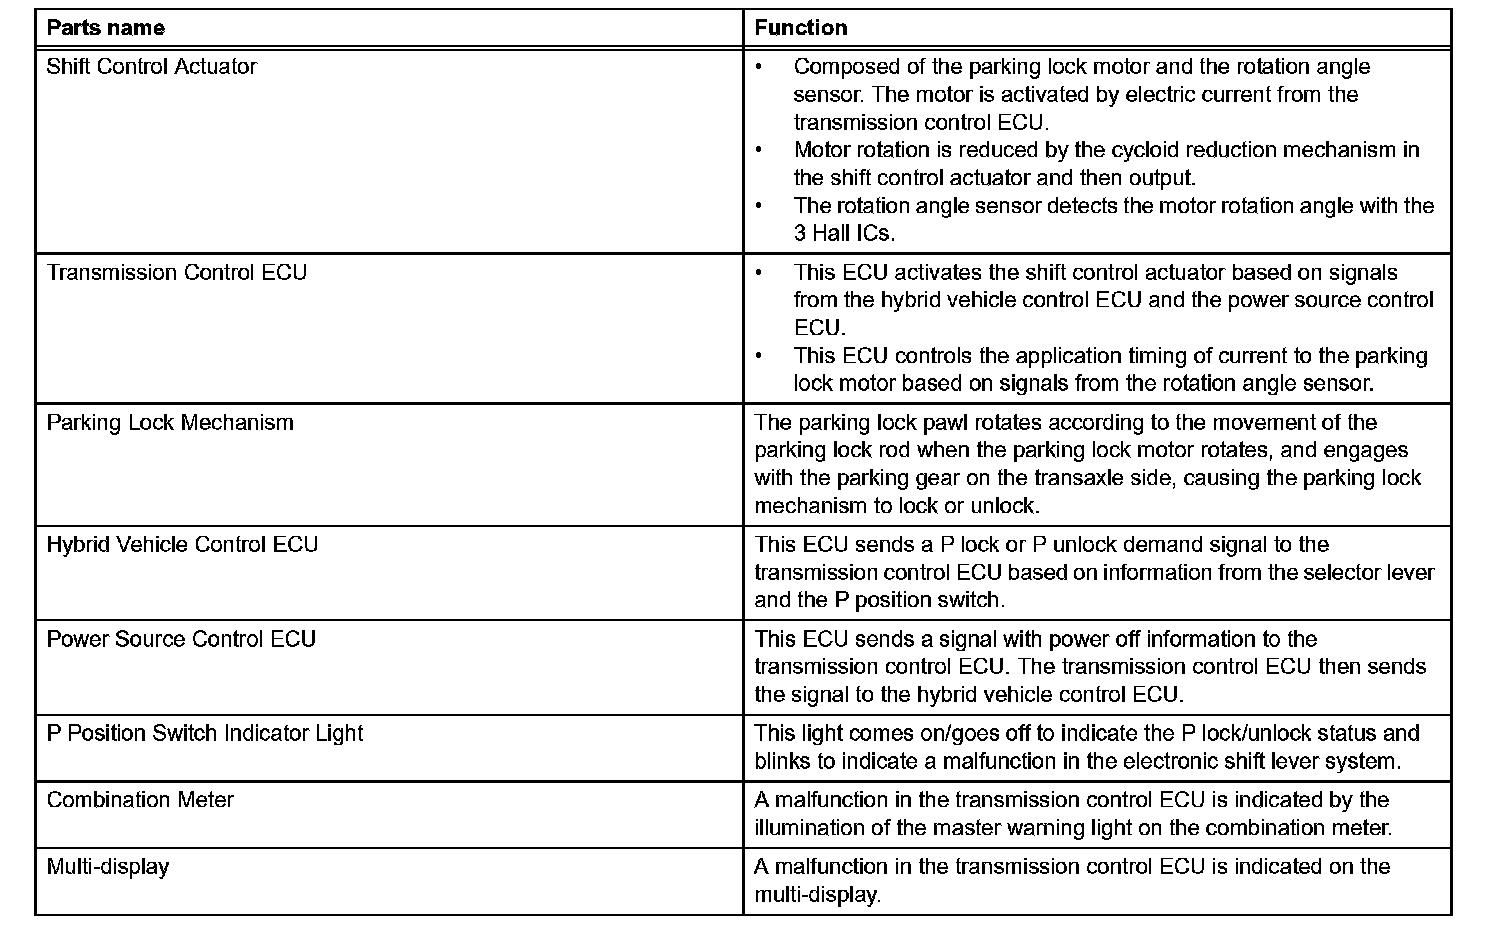 Parts name
Function
Shift Control Actuator
• Composed of the parking lock motor and the rotation angle
sensor. The motor is activated by electric current from the
transmission control ECU.
• Motor rotation is reduced by the cycloid reduction mechanism in
the shift control actuator and then output.
• The rotation angle sensor detects the motor rotation angle with the
3 Hall ICs.
Transmission Control ECU
• This ECU activates the shift control actuator based on signals
from the hybrid vehicle control ECU and the power source control
ECU.
• This ECU controls the application timing of current to the parking
lock motor based on signals from the rotation angle sensor.
Parking Lock Mechanism
The parking lock pawl rotates according to the movement of the
parking lock rod when the parking lock motor rotates, and engages
with the parking gear on the transaxle side, causing the parking lock
mechanism to lock or unlock.
Hybrid Vehicle Control ECU
This ECU sends a P lock or P unlock demand signal to the
transmission control ECU based on information from the selector lever
and the P position switch.
Power Source Control ECU
This ECU sends a signal with power off information to the
transmission control ECU. The transmission control ECU then sends
the signal to the hybrid vehicle control ECU.
P Position Switch Indicator Light
This light comes on/goes off to indicate the P lock/unlock status and
blinks to indicate a malfunction in the electronic shift lever system.
Combination Meter
A malfunction in the transmission control ECU is indicated by the
illumination of the master warning light on the combination meter.
Multi-display
A malfunction in the transmission control ECU is indicated on the
multi-display.